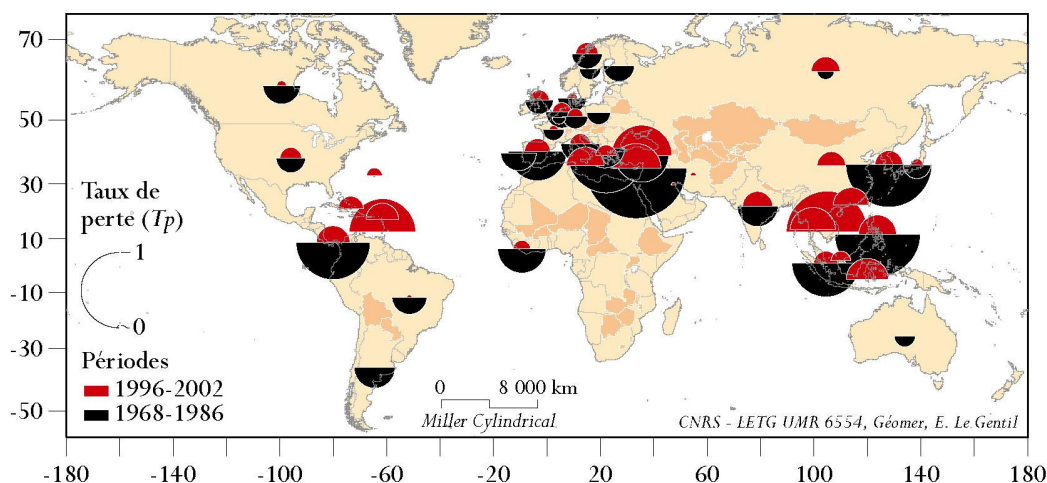 70
50
30
10
-10
-30
-50
Taux de
perte (Tp)
1
0
Périodes
1996-2002
1968-1986
0 8 000 km
Miller Cylindrical
CNRS - LETG UMR 6554, Géomer, E. Le Gentil
-180 -140 -100 -60 -20 20 60 100 140 180